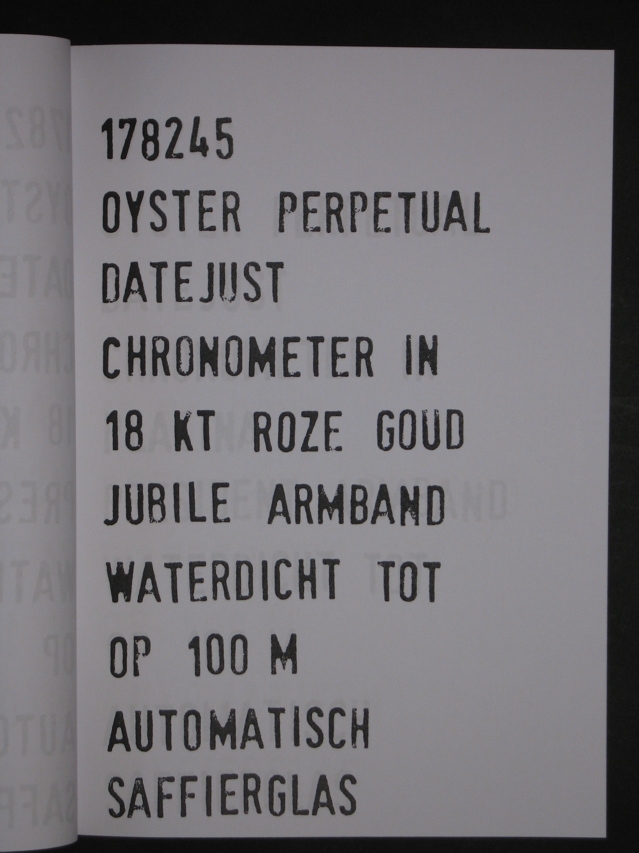 178245
OYSTER PERPETUAL
DATEJUST
CHRONOMETER IN
18 KT ROZE GOUD
JUBILE ARMBAND
WATERDICHT TOT
OP 100 M
AUTOMATISCH
SAFFIERGLAS